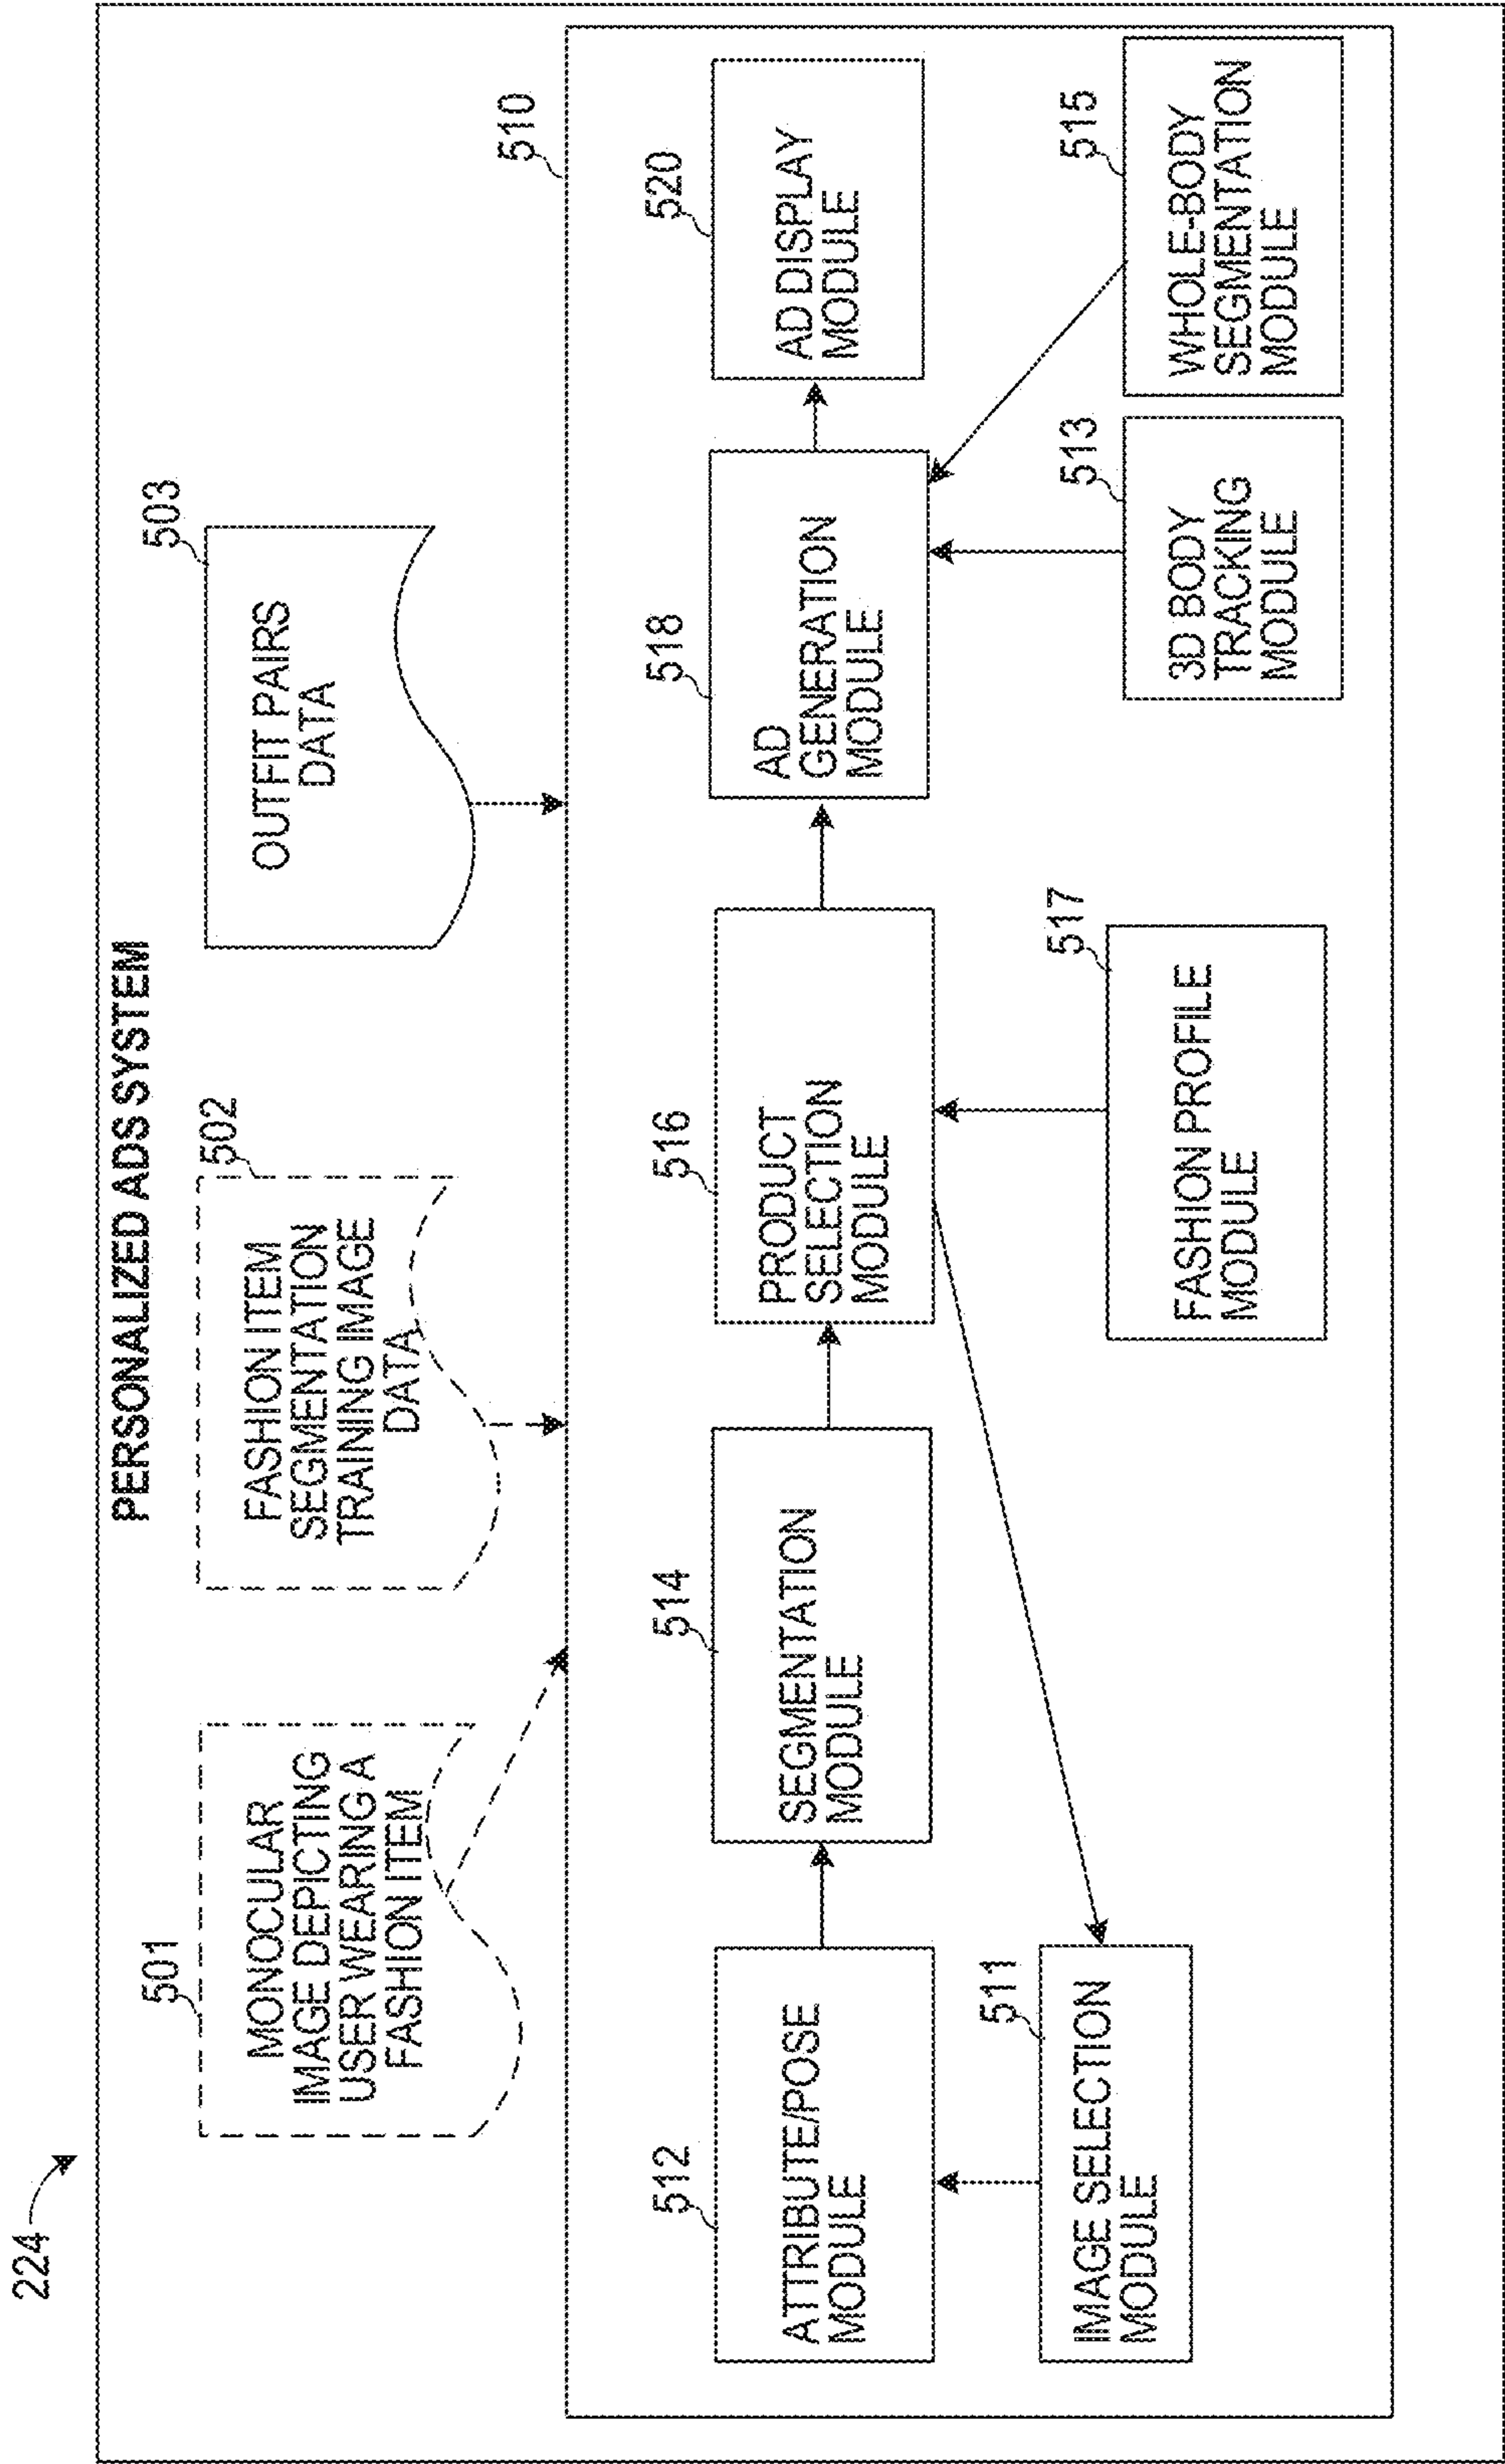 224
PERSONALIZED ADS SYSTEM
501
MONOCULAR
IMAGE DEPICTING
USER WEARING A
FASHION ITEM
502
FASHION ITEM
SEGMENTATION
TRAINING IMAGE
DATA
503
OUTFIT PAIRS
DATA
510
512
ATTRIBUTE/POSE
MODULE
514
SEGMENTATION
MODULE
516
PRODUCT
SELECTION
MODULE
518
AD
GENERATION
MODULE
520
AD DISPLAY
MODULE
511
IMAGE SELECTION
MODULE
517
FASHION PROFILE
MODULE
513
3D BODY
TRACKING
MODULE
515
WHOLE-BODY
SEGMENTATION
MODULE